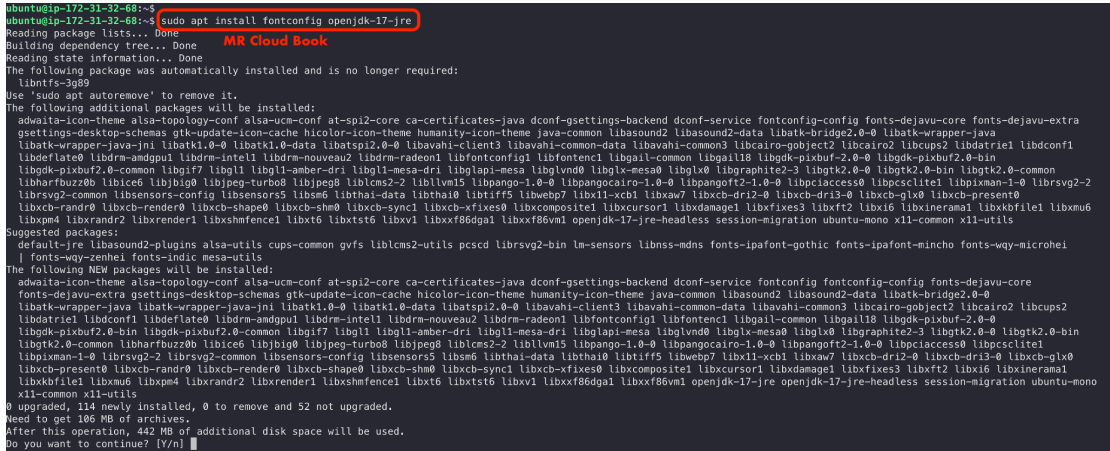 ubuntu@ip-172-31-32-68:~$
ubuntu@ip-172-31-32-68:~$ sudo apt install fontconfig openjdk-17-jre
Reading package lists... Done
MR Cloud Book
Building dependency tree... Done
Reading state information... Done
The following package was automatically installed and is no longer required:
  libntfs-3g89
Use 'sudo apt autoremove' to remove it.
The following additional packages will be installed:
  adwaita-icon-theme alsa-topology-conf alsa-ucm-conf at-spi2-core ca-certificates-java dconf-gsettings-backend dconf-service fontconfig-config fonts-dejavu-core fonts-dejavu-extra
  gsettings-desktop-schemas gtk-update-icon-cache hicolor-icon-theme humanity-icon-theme java-common libasound2 libasound2-data libatk-bridge2.0-0 libatk-wrapper-java
  libatk-wrapper-java-jni libatk1.0-0 libatk1.0-data libatspi2.0-0 libavahi-client3 libavahi-common-data libavahi-common3 libcairo-gobject2 libcairo2 libcups2 libdatrie1 libdconf1
  libdeflate0 libdrm-amdgpu1 libdrm-intel1 libdrm-nouveau2 libdrm-radeon1 libfontconfig1 libfontenc1 libgail-common libgail18 libgdk-pixbuf-2.0-0 libgdk-pixbuf2.0-bin
  libgdk-pixbuf2.0-common libgif7 libgl1 libgl1-amber-dri libgl1-mesa-dri libglapi-mesa libglvnd0 libglx-mesa0 libglx0 libgraphite2-3 libgtk2.0-0 libgtk2.0-bin libgtk2.0-common
  libharfbuzz0b libice6 libjbig0 libjpeg-turbo8 libjpeg8 liblcms2-2 libllvm15 libpango-1.0-0 libpangocairo-1.0-0 libpangoft2-1.0-0 libpciaccess0 libpcsclite1 libpixman-1-0 librsvg2-2
  librsvg2-common libsensors-config libsensors5 libsm6 libthai-data libthai0 libtiff5 libwebp7 libx11-xcb1 libxaw7 libxcb-dri2-0 libxcb-dri3-0 libxcb-glx0 libxcb-present0
  libxcb-randr0 libxcb-render0 libxcb-shape0 libxcb-shm0 libxcb-sync1 libxcb-xfixes0 libxcomposite1 libxcursor1 libxdamage1 libxfixes3 libxft2 libxi6 libxinerama1 libxkbfile1 libxmu6
  libxpm4 libxrandr2 libxrender1 libxshmfence1 libxt6 libxtst6 libxv1 libxxf86dga1 libxxf86vm1 openjdk-17-jre-headless session-migration ubuntu-mono x11-common x11-utils
Suggested packages:
  default-jre libasound2-plugins alsa-utils cups-common gvfs liblcms2-utils pcscd librsvg2-bin lm-sensors libnss-mdns fonts-ipafont-gothic fonts-ipafont-mincho fonts-wqy-microhei
  | fonts-wqy-zenhei fonts-indic mesa-utils
The following NEW packages will be installed:
  adwaita-icon-theme alsa-topology-conf alsa-ucm-conf at-spi2-core ca-certificates-java dconf-gsettings-backend dconf-service fontconfig fontconfig-config fonts-dejavu-core
  fonts-dejavu-extra gsettings-desktop-schemas gtk-update-icon-cache hicolor-icon-theme humanity-icon-theme java-common libasound2 libasound2-data libatk-bridge2.0-0
  libatk-wrapper-java libatk-wrapper-java-jni libatk1.0-0 libatk1.0-data libatspi2.0-0 libavahi-client3 libavahi-common-data libavahi-common3 libcairo-gobject2 libcairo2 libcups2
  libdatrie1 libdconf1 libdeflate0 libdrm-amdgpu1 libdrm-intel1 libdrm-nouveau2 libdrm-radeon1 libfontconfig1 libfontenc1 libgail-common libgail18 libgdk-pixbuf-2.0-0
  libgdk-pixbuf2.0-bin libgdk-pixbuf2.0-common libgif7 libgl1 libgl1-amber-dri libgl1-mesa-dri libglapi-mesa libglvnd0 libglx-mesa0 libglx0 libgraphite2-3 libgtk2.0-0 libgtk2.0-bin
  libgtk2.0-common libharfbuzz0b libice6 libjbig0 libjpeg-turbo8 libjpeg8 liblcms2-2 libllvm15 libpango-1.0-0 libpangocairo-1.0-0 libpangoft2-1.0-0 libpciaccess0 libpcsclite1
  libpixman-1-0 librsvg2-2 librsvg2-common libsensors-config libsensors5 libsm6 libthai-data libthai0 libtiff5 libwebp7 libx11-xcb1 libxaw7 libxcb-dri2-0 libxcb-dri3-0 libxcb-glx0
  libxcb-present0 libxcb-randr0 libxcb-render0 libxcb-shape0 libxcb-shm0 libxcb-sync1 libxcb-xfixes0 libxcomposite1 libxcursor1 libxdamage1 libxfixes3 libxft2 libxi6 libxinerama1
  libxkbfile1 libxmu6 libxpm4 libxrandr2 libxrender1 libxshmfence1 libxt6 libxtst6 libxv1 libxxf86dga1 libxxf86vm1 openjdk-17-jre openjdk-17-jre-headless session-migration ubuntu-mono
  x11-common x11-utils
0 upgraded, 114 newly installed, 0 to remove and 52 not upgraded.
Need to get 106 MB of archives.
After this operation, 442 MB of additional disk space will be used.
Do you want to continue? [Y/n]